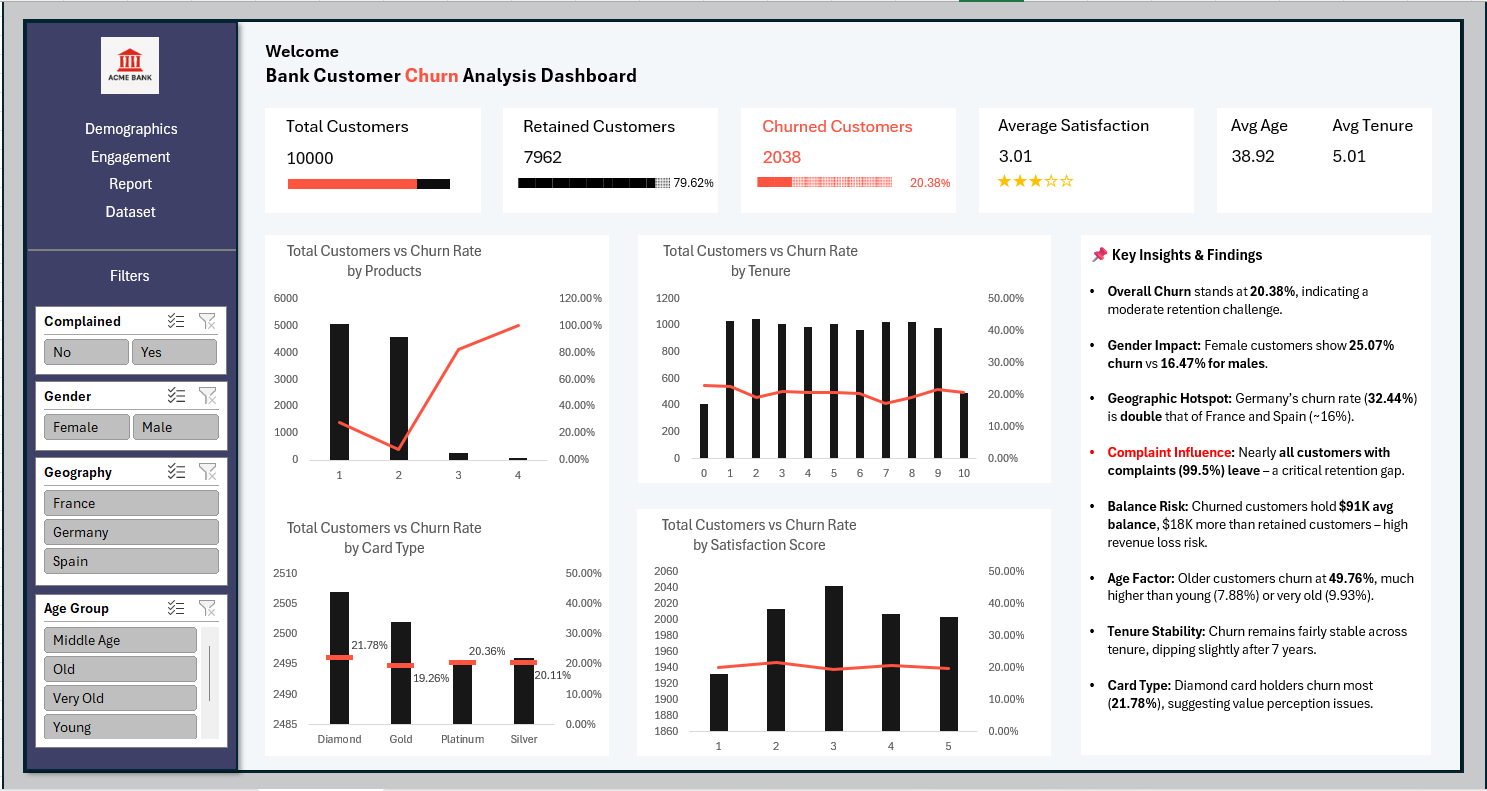 ACME BANK
Demographics
Engagement
Report
Dataset
Filters
Complained
No
Yes
Gender
Female
Male
Geography
France
Germany
Spain
Age Group
Middle Age
Old
Very Old
Young
Welcome
Bank Customer Churn Analysis Dashboard
Total Customers
10000
Retained Customers
7962
79.62%
Churned Customers
2038
20.38%
Average Satisfaction
3.01
Avg Age
38.92
Avg Tenure
5.01
Total Customers vs Churn Rate
by Products
6000
5000
4000
3000
2000
1000
0
120.00%
100.00%
80.00%
60.00%
40.00%
20.00%
0.00%
1 2 3 4
Total Customers vs Churn Rate
by Tenure
1200
1000
800
600
400
200
0
50.00%
40.00%
30.00%
20.00%
10.00%
0.00%
0 1 2 3 4 5 6 7 8 9 10
Total Customers vs Churn Rate
by Card Type
2510
2505
2500
2495
2490
2485
50.00%
40.00%
30.00%
20.00%
10.00%
0.00%
21.78%
19.26%
20.36%
20.11%
Diamond Gold Platinum Silver
Total Customers vs Churn Rate
by Satisfaction Score
2060
2040
2020
2000
1980
1960
1940
1920
1900
1880
1860
50.00%
40.00%
30.00%
20.00%
10.00%
0.00%
1 2 3 4 5
Key Insights & Findings
• Overall Churn stands at 20.38%, indicating a
moderate retention challenge.
• Gender Impact: Female customers show 25.07%
churn vs 16.47% for males.
• Geographic Hotspot: Germany's churn rate (32.44%)
is double that of France and Spain (~16%).
• Complaint Influence: Nearly all customers with
complaints (99.5%) leave – a critical retention gap.
• Balance Risk: Churned customers hold $91K avg
balance, $18K more than retained customers – high
revenue loss risk.
• Age Factor: Older customers churn at 49.76%, much
higher than young (7.88%) or very old (9.93%).
• Tenure Stability: Churn remains fairly stable across
tenure, dipping slightly after 7 years.
• Card Type: Diamond card holders churn most
(21.78%), suggesting value perception issues.